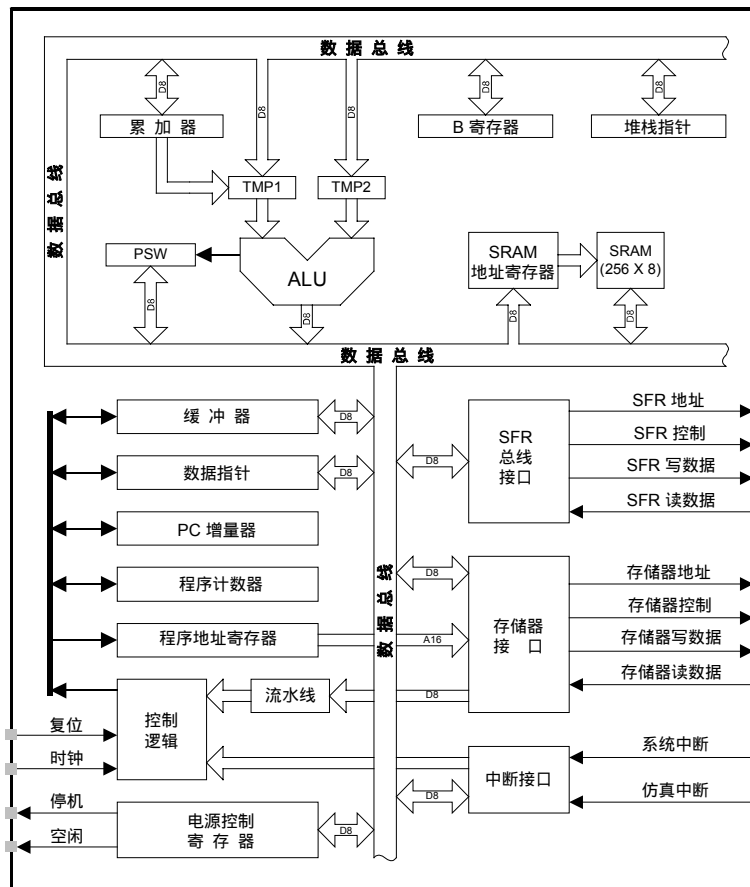 数 据 总 线
D8
D8
D8
D8
D8
累 加 器
B 寄存器
堆栈指针
数 据 总 线
TMP1
TMP2
PSW
ALU
SRAM
地址寄存器
SRAM
(256 X 8)
D8
D8
D8
D8
数 据 总 线
缓 冲 器
D8
数据指针
D8
PC 增量器
程序计数器
程序地址寄存器
A16
数 据 总 线
D8
SFR
总线
接口
SFR 地址
SFR 控制
SFR 写数据
SFR 读数据
D8
存储器
接 口
存储器地址
存储器控制
存储器写数据
存储器读数据
流水线
D8
控制
逻辑
复位
时钟
中断接口
D8
系统中断
仿真中断
停机
空闲
电源控制
寄 存 器
D8